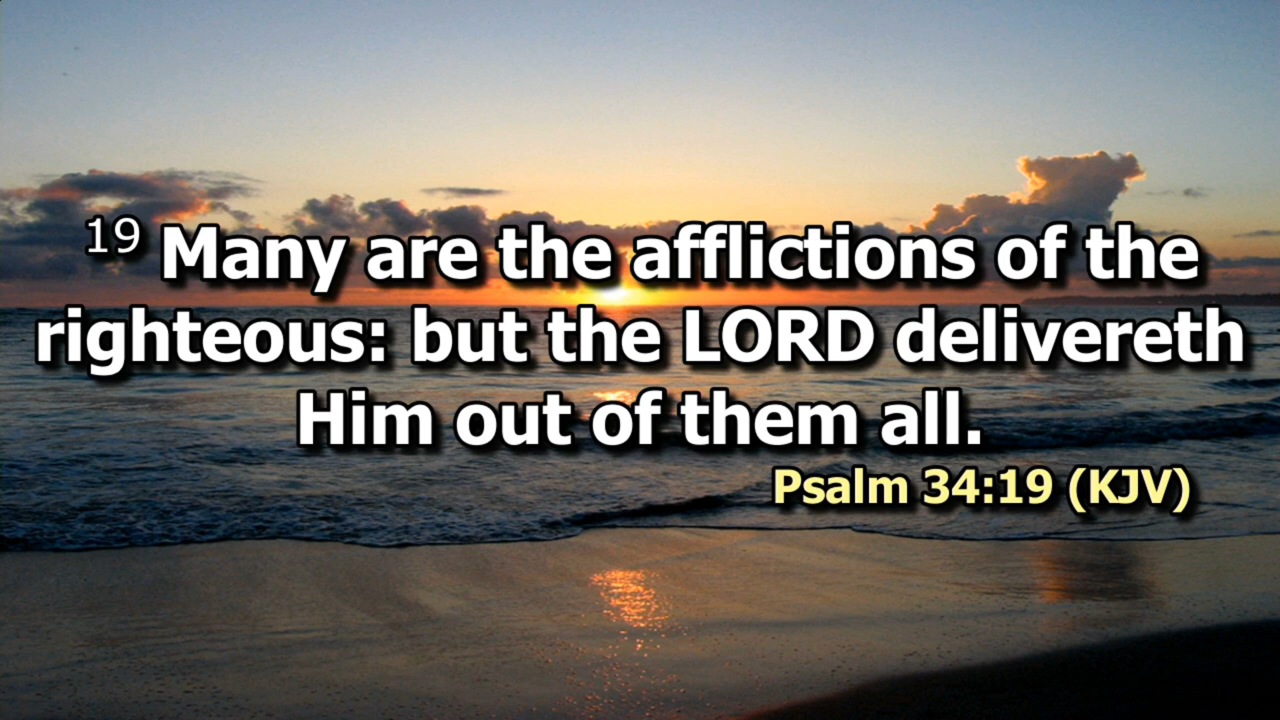 19 Many are the afflictions of the
righteous: but the LORD delivereth
Him out of them all.
Psalm 34:19 (KJV)